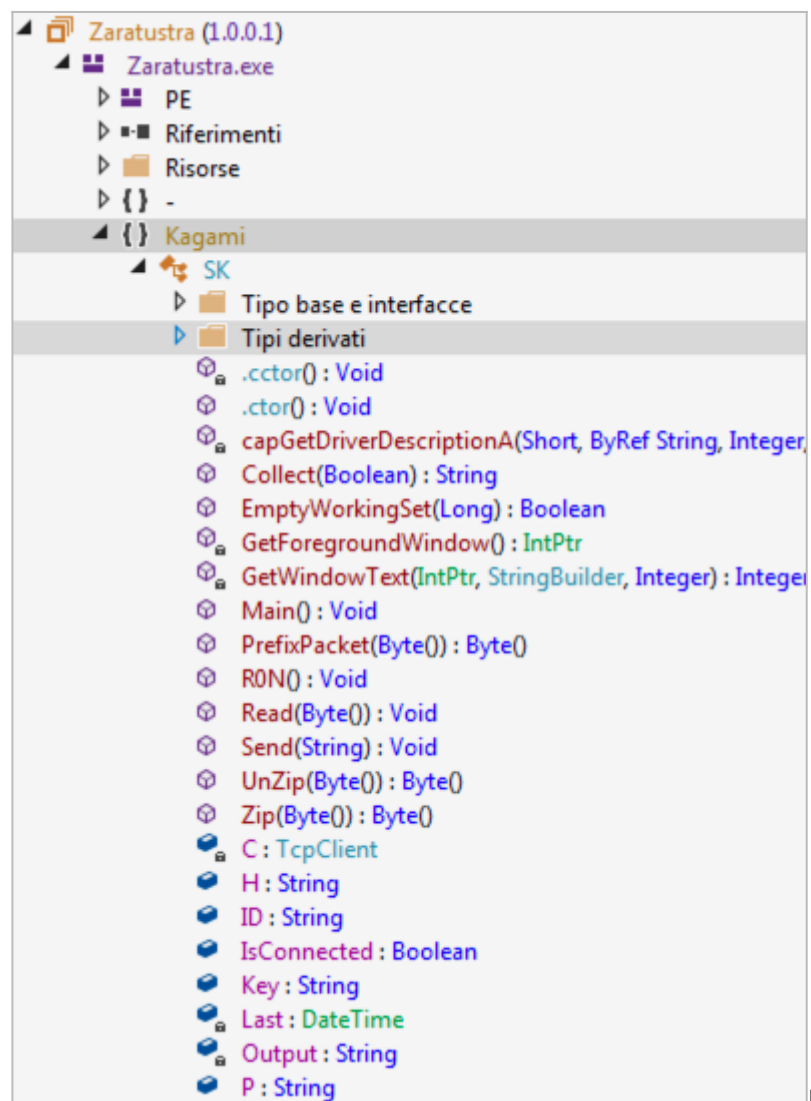 Zaratustra (1.0.0.1)
Zaratustra.exe
PE
Riferimenti
Risorse
{ } -
{ } Kagami
SK
Tipo base e interfacce
Tipi derivati
.cctor() : Void
.ctor() : Void
capGetDriverDescriptionA(Short, ByRef String, Integer,
Collect(Boolean) : String
EmptyWorkingSet(Long) : Boolean
GetForegroundWindow() : IntPtr
GetWindowText(IntPtr, StringBuilder, Integer) : Integer
Main() : Void
PrefixPacket(Byte()) : Byte()
R0N() : Void
Read(Byte()) : Void
Send(String) : Void
UnZip(Byte()) : Byte()
Zip(Byte()) : Byte()
C : TcpClient
H : String
ID : String
IsConnected : Boolean
Key : String
Last : DateTime
Output : String
P : String